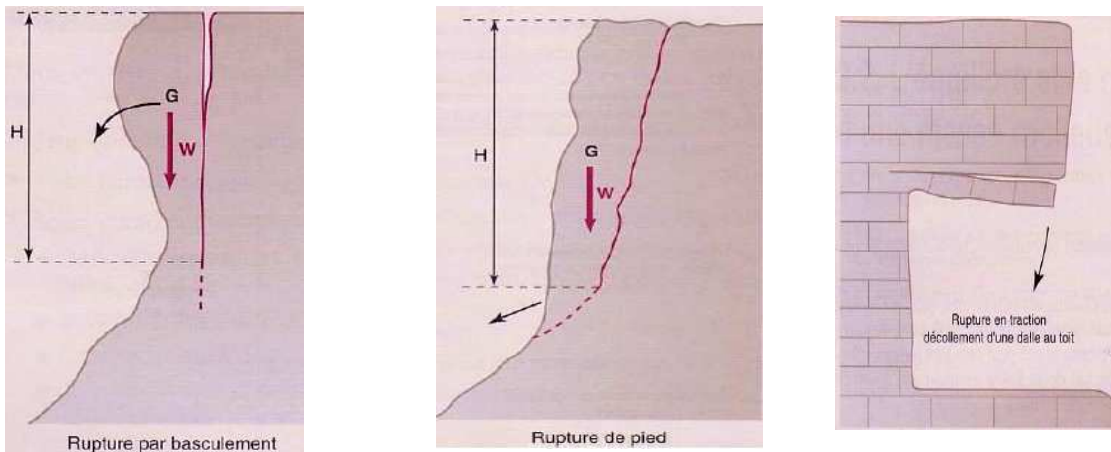 H
G
W
Rupture par basculement
H
G
W
Rupture de pied
Rupture en traction
décollement d'une dalle au toit